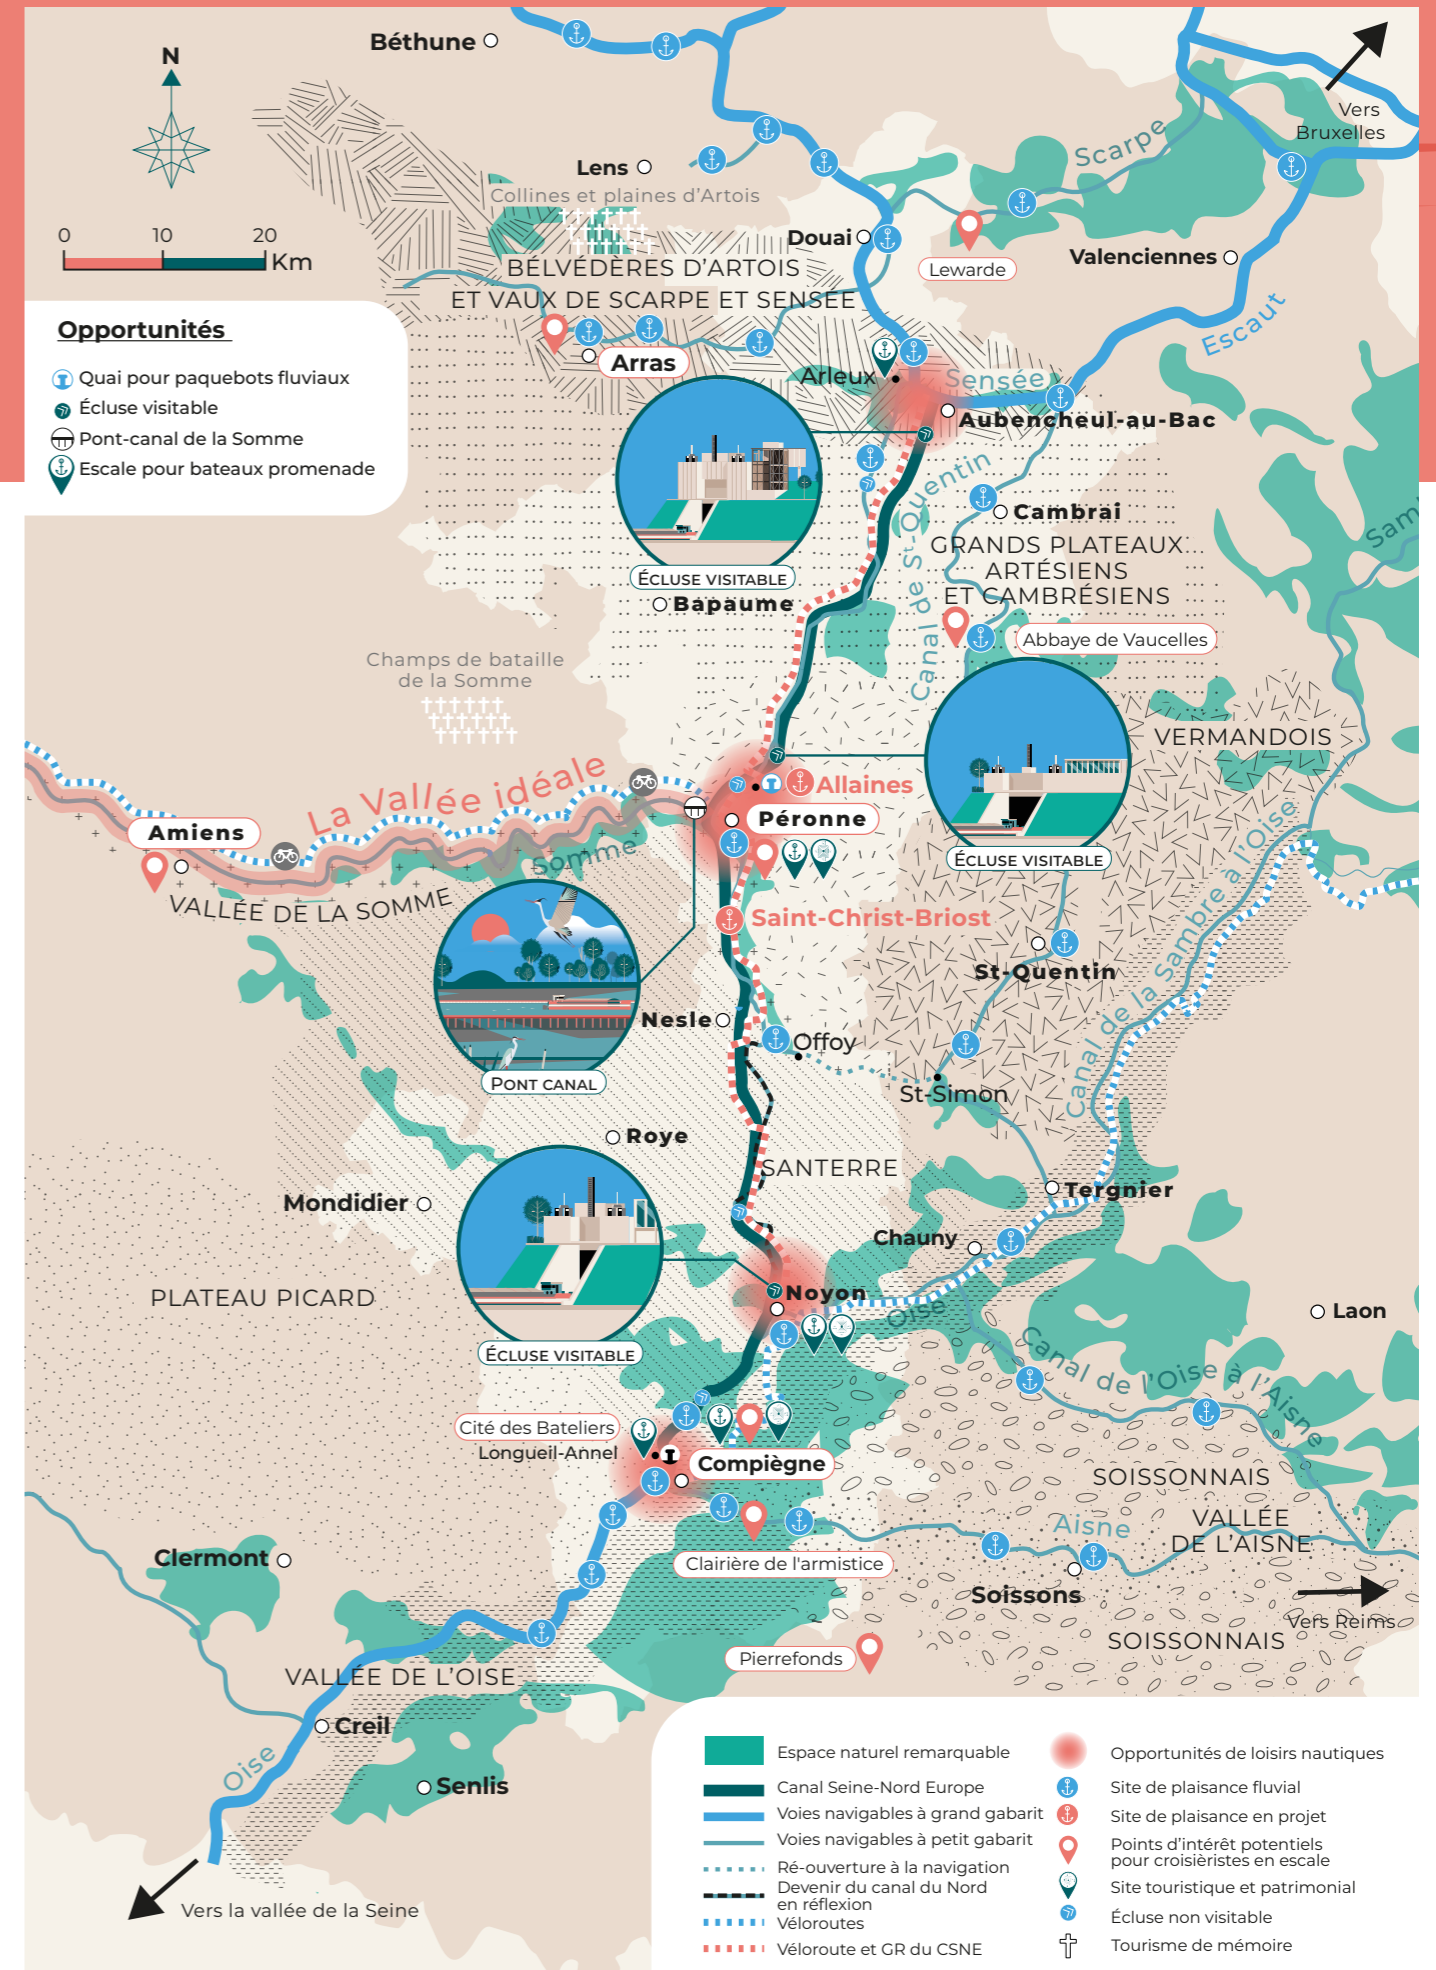 Béthune
N
Vers
Bruxelles
Scarpe
Lens
Collines et plaines d'Artois
0 10 20
Km
Douai
Lewarde
Valenciennes
BÉLVÉDÈRES D'ARTOIS
ET VAUX DE SCARPE ET SENSÉE
Escaut
Opportunités
Quai pour paquebots fluviaux
Écluse visitable
Pont-canal de la Somme
Escale pour bateaux promenade
Arras
Arleux
Sensée
Aubencheul-au-Bac
Canal de St-Quentin
Cambrai
GRANDS PLATEAUX
ARTÉSIENS
ET CAMBRÉSIENS
ÉCLUSE VISITABLE
Bapaume
Abbaye de Vaucelles
Champs de bataille
de la Somme
VERMANDOIS
La Vallée idéale
Allaines
Péronne
Amiens
Somme
ÉCLUSE VISITABLE
VALLÉE DE LA SOMME
Canal de la Sambre à l'Oise
Saint-Christ-Briost
St-Quentin
Nesle
Offoy
PONT CANAL
St-Simon
Roye
SANTERRE
Mondidier
Tergnier
Chauny
PLATEAU PICARD
Noyon
Oise
Laon
ÉCLUSE VISITABLE
Canal de l'Oise à l'Aisne
Cité des Bateliers
Longueil-Annel
Compiègne
SOISSONNAIS
Aisne
VALLÉE
DE L'AISNE
Clermont
Clairière de l'armistice
Soissons
Vers Reims
SOISSONNAIS
Pierrefonds
VALLÉE DE L'OISE
Creil
Oise
Senlis
Vers la vallée de la Seine
Espace naturel remarquable
Canal Seine-Nord Europe
Voies navigables à grand gabarit
Voies navigables à petit gabarit
Ré-ouverture à la navigation
Devenir du canal du Nord
en réflexion
Véloroutes
Véloroute et GR du CSNE
Opportunités de loisirs nautiques
Site de plaisance fluvial
Site de plaisance en projet
Points d'intérêt potentiels
pour croisièristes en escale
Site touristique et patrimonial
Écluse non visitable
Tourisme de mémoire